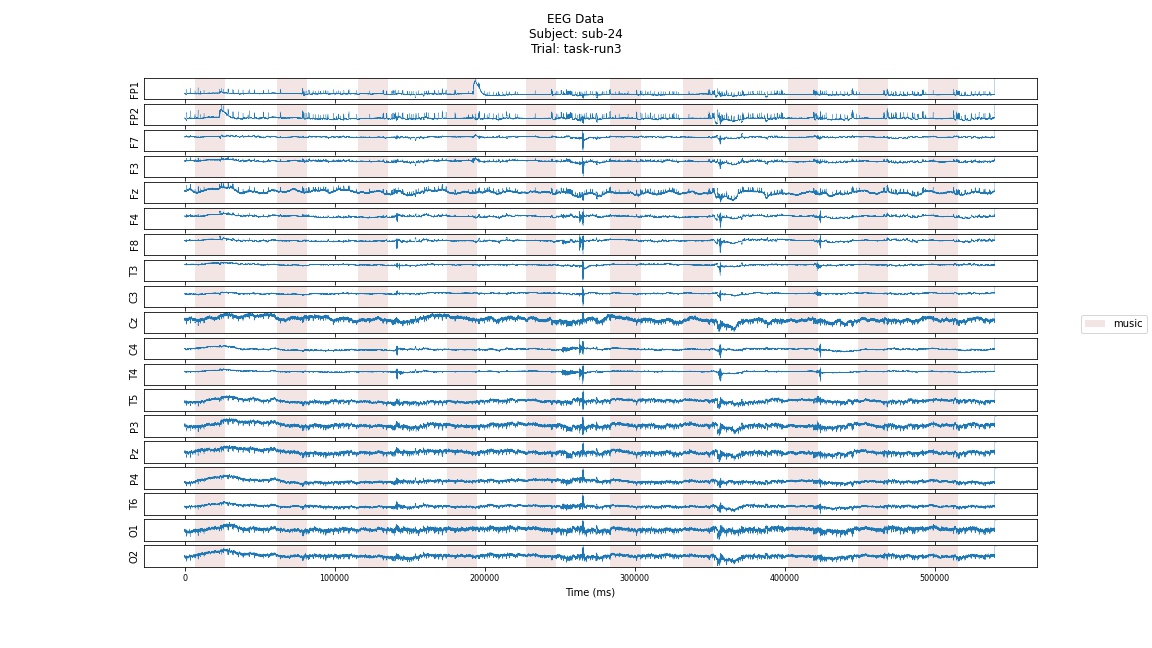 EEG Data
Subject: sub-24
Trial: task-run3
FP1
FP2
F7
F3
Fz
F4
F8
T3
C3
Cz
C4
T4
T5
P3
Pz
P4
T6
O1
O2
music
0 100000 200000 300000 400000 500000
Time (ms)